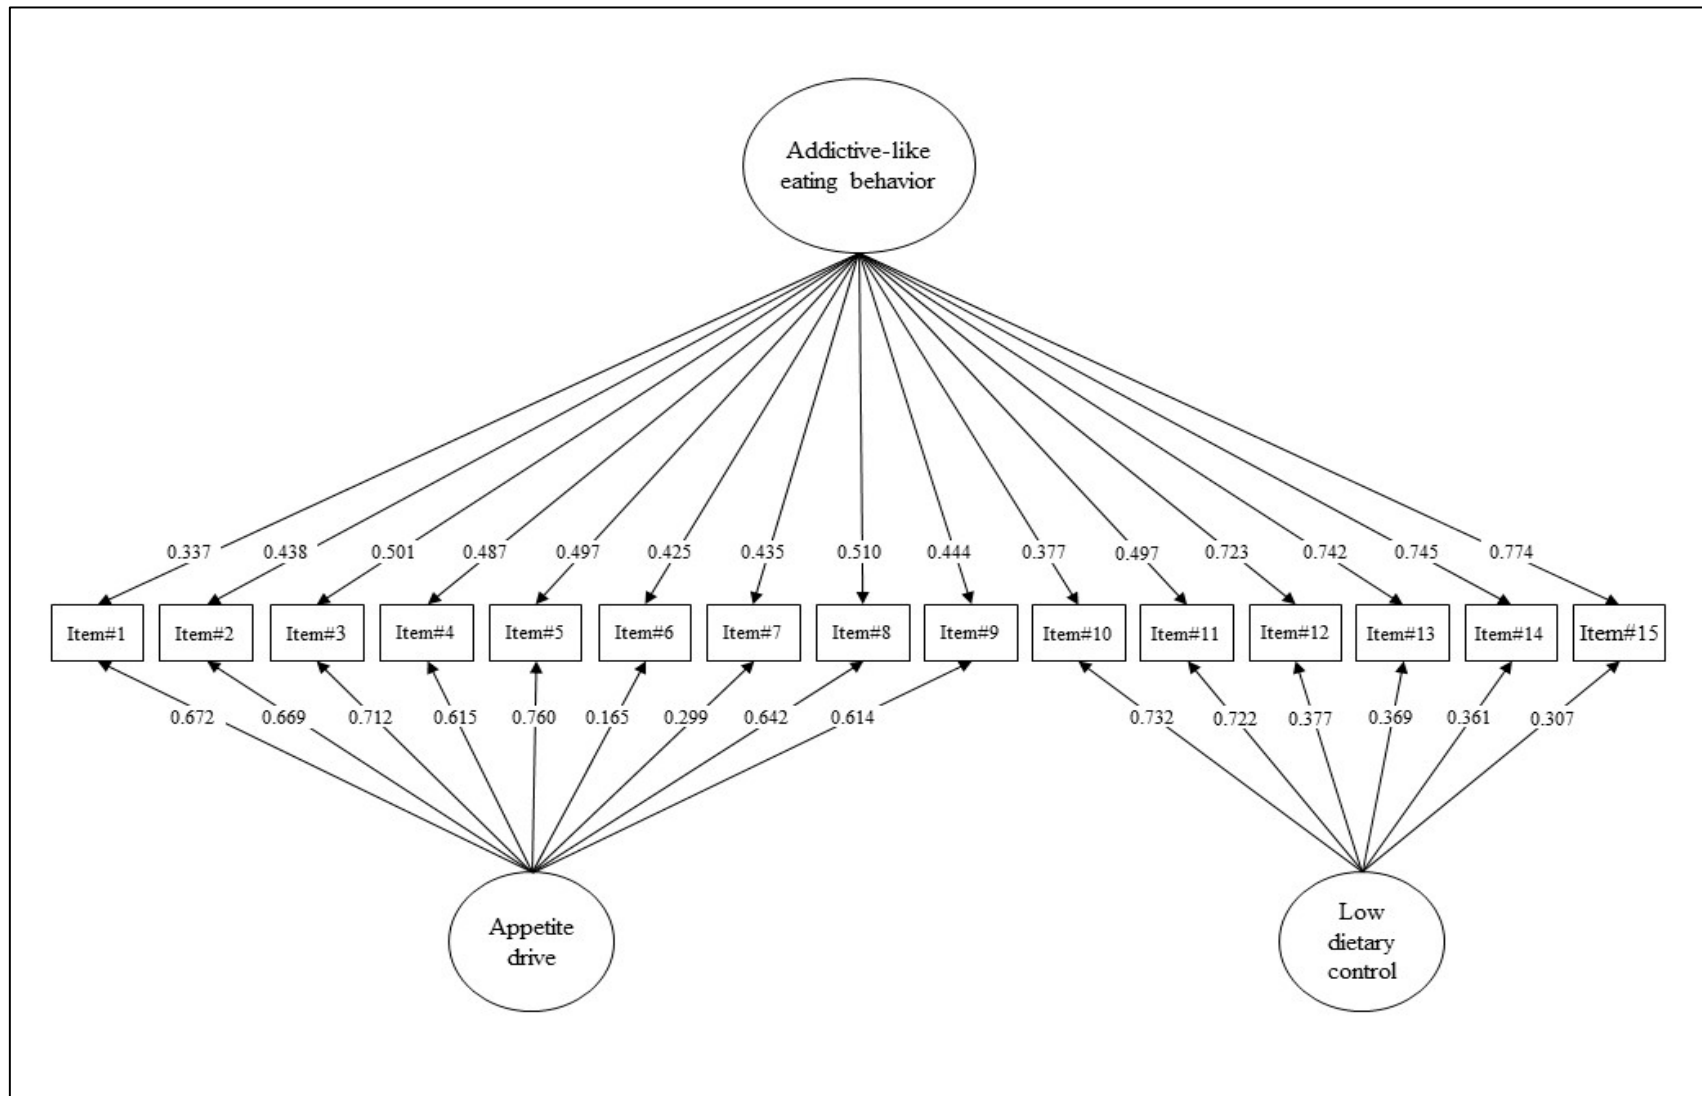 Addictive-like
eating behavior
0.337 0.438 0.501 0.487 0.497 0.425 0.435 0.510 0.444 0.377 0.497 0.723 0.742 0.745 0.774
Item#1 Item#2 Item#3 Item#4 Item#5 Item#6 Item#7 Item#8 Item#9 Item#10 Item#11 Item#12 Item#13 Item#14 Item#15
0.672 0.669 0.712 0.615 0.760 0.165 0.299 0.642 0.614 0.732 0.722 0.377 0.369 0.361 0.307
Appetite
drive
Low
dietary
control